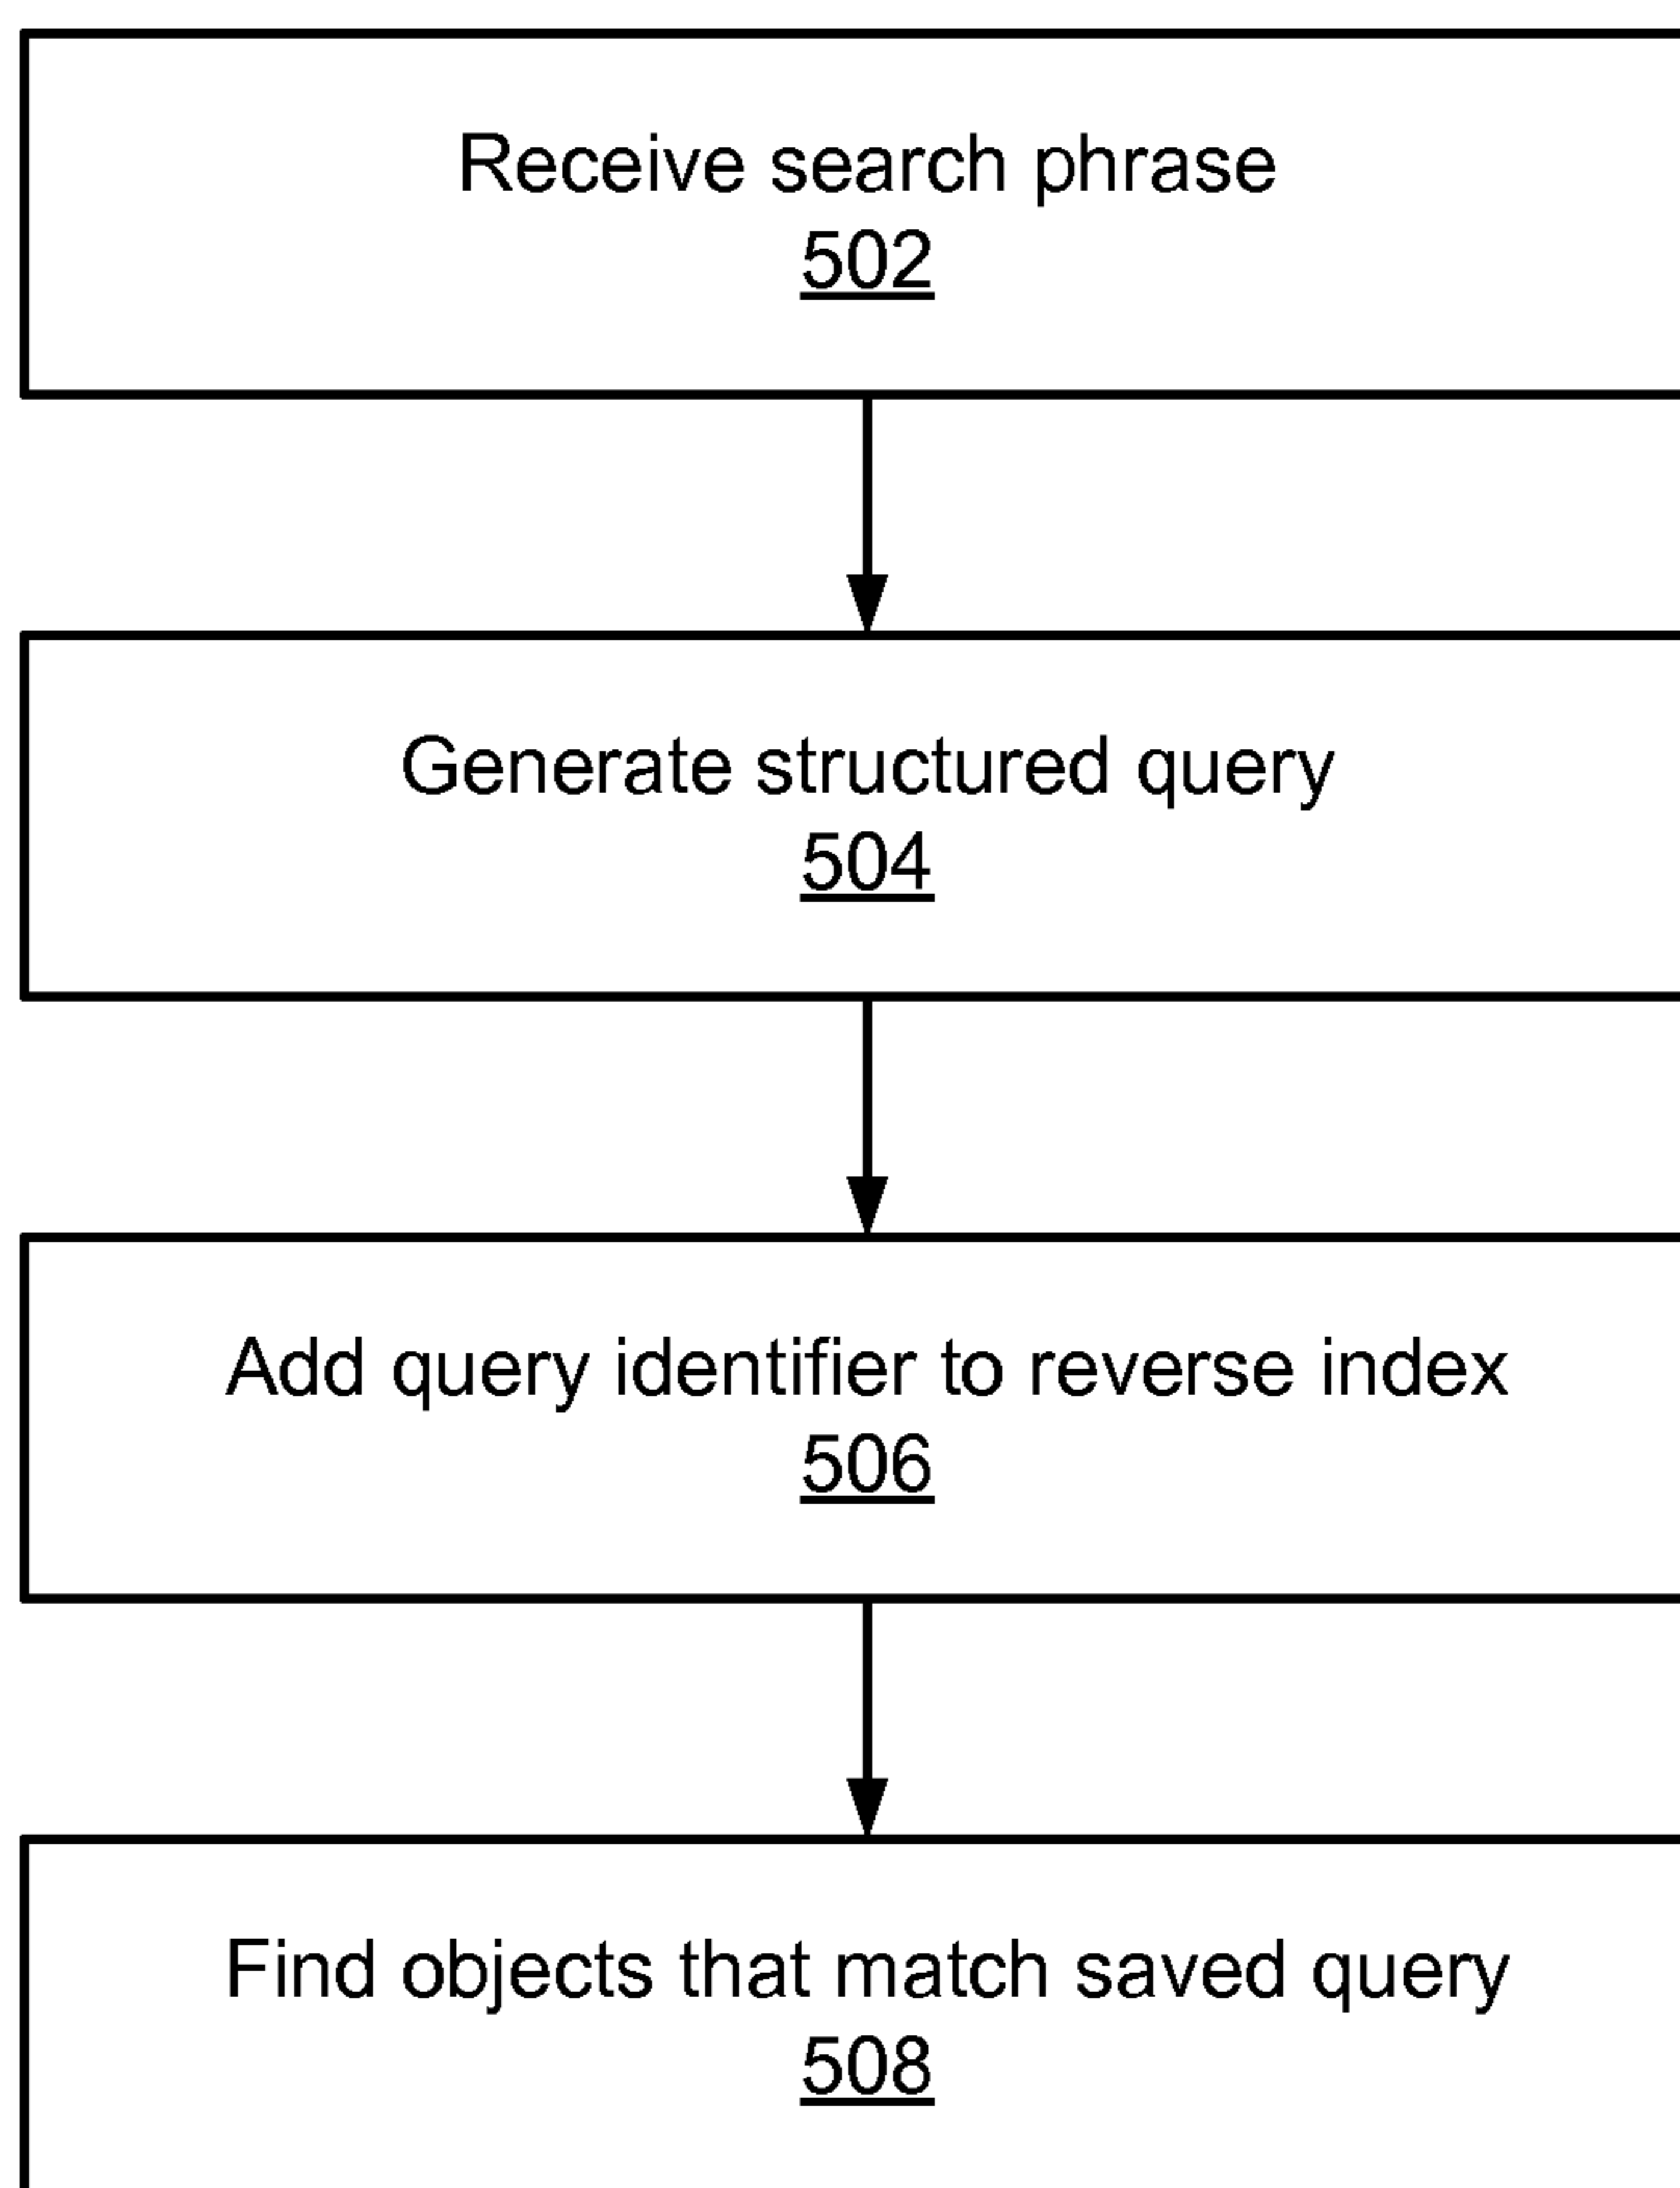 Receive search phrase
502
Generate structured query
504
Add query identifier to reverse index
506
Find objects that match saved query
508